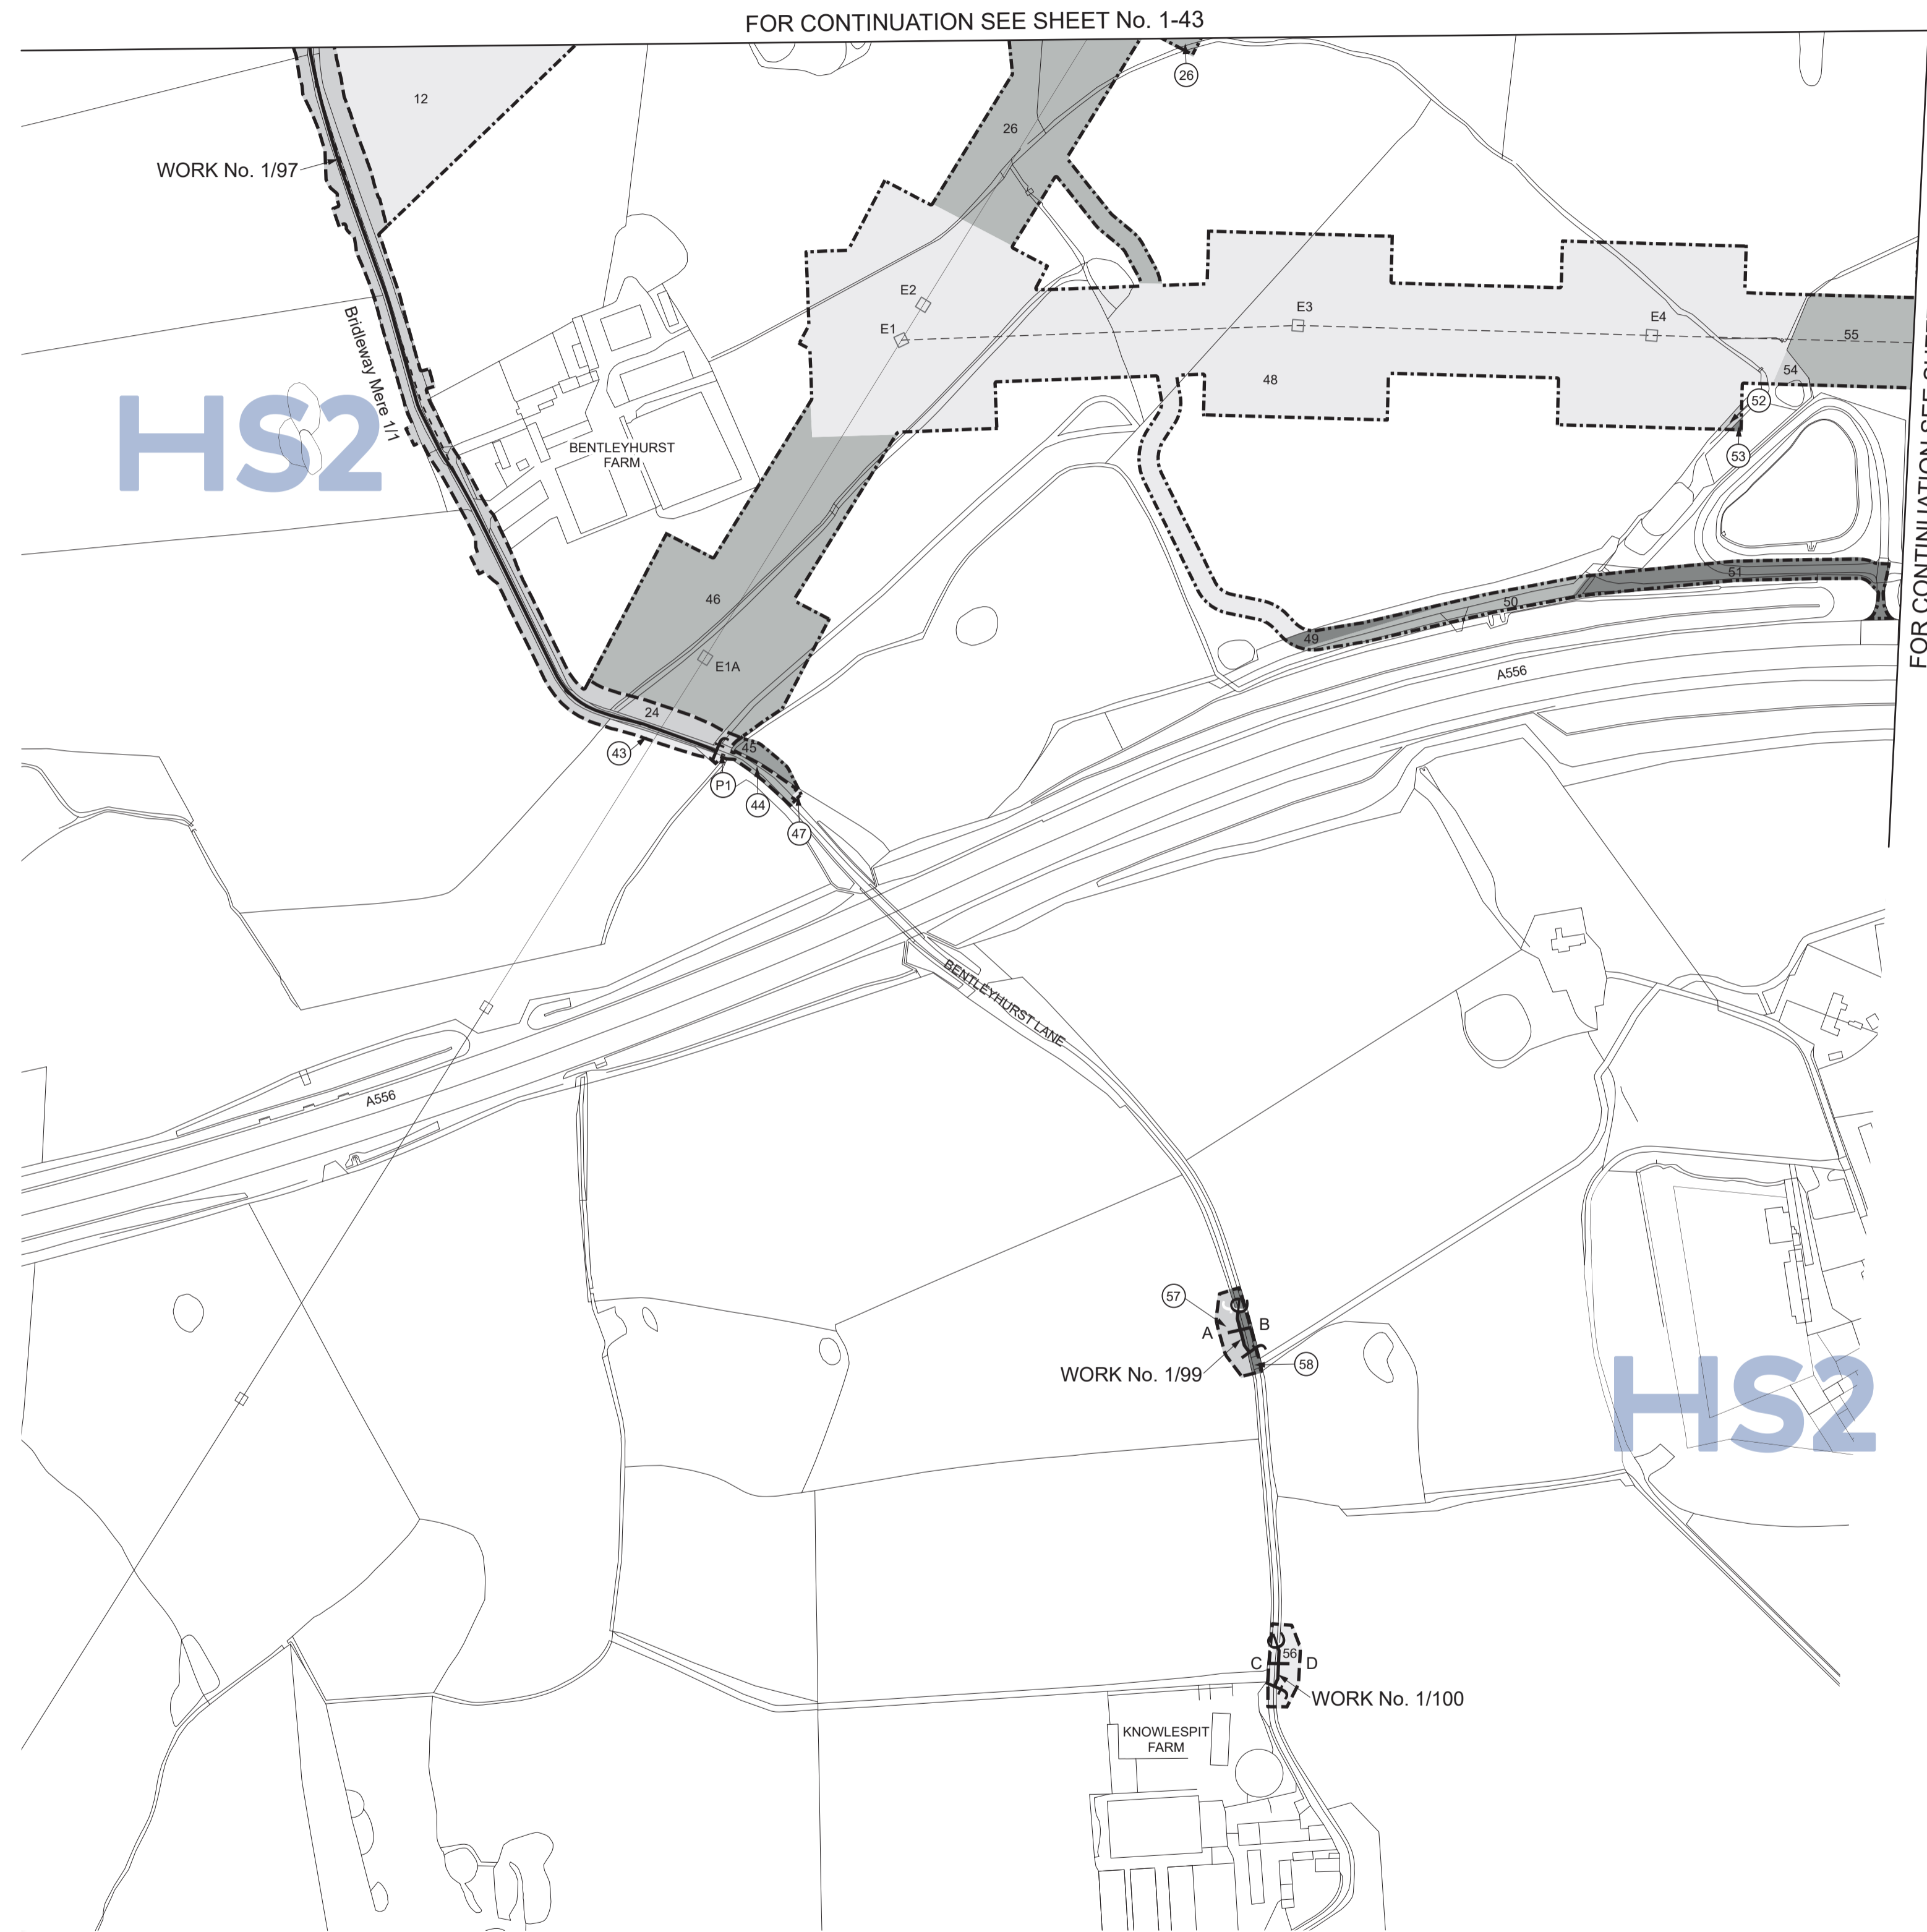 FOR CONTINUATION SEE SHEET No. 1-43
26
12
26
WORK No. 1/97
E2
E3
E4
E1
55
Bridleway Mere 1/1
48
54
52
HS2
BENTLEYHURST
FARM
53
FOR CONTINUATION SEE
51
46
50
49
E1A
A556
24
43
45
P1
44
47
BENTLEYHURST LANE
A556
57
A
B
58
WORK No. 1/99
HS2
56
C
D
WORK No. 1/100
KNOWLESPIT
FARM